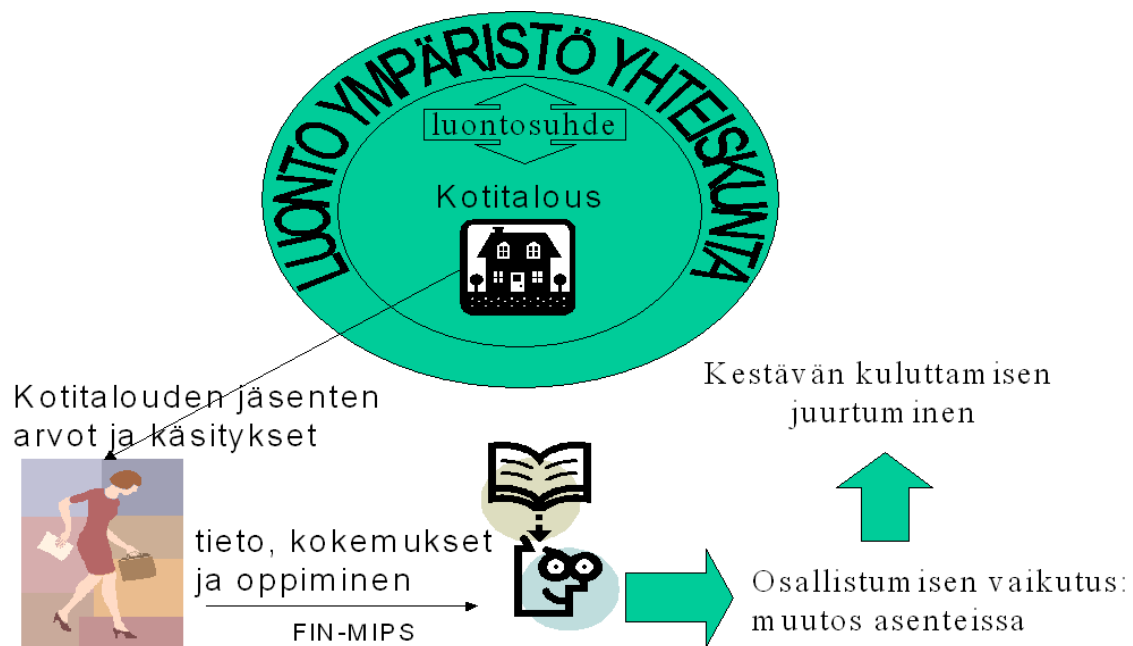 LUONTO YMPÄRISTÖ YHTEISKUNTA
luontosuhde
Kotitalous
Kotitalouden jäsenten
arvot ja käsitykset
tieto, kokemukset
ja oppiminen
FIN-MIPS
Osallistumisen vaikutus:
muutos asenteissa
Kestävän kuluttamisen
juurtuminen